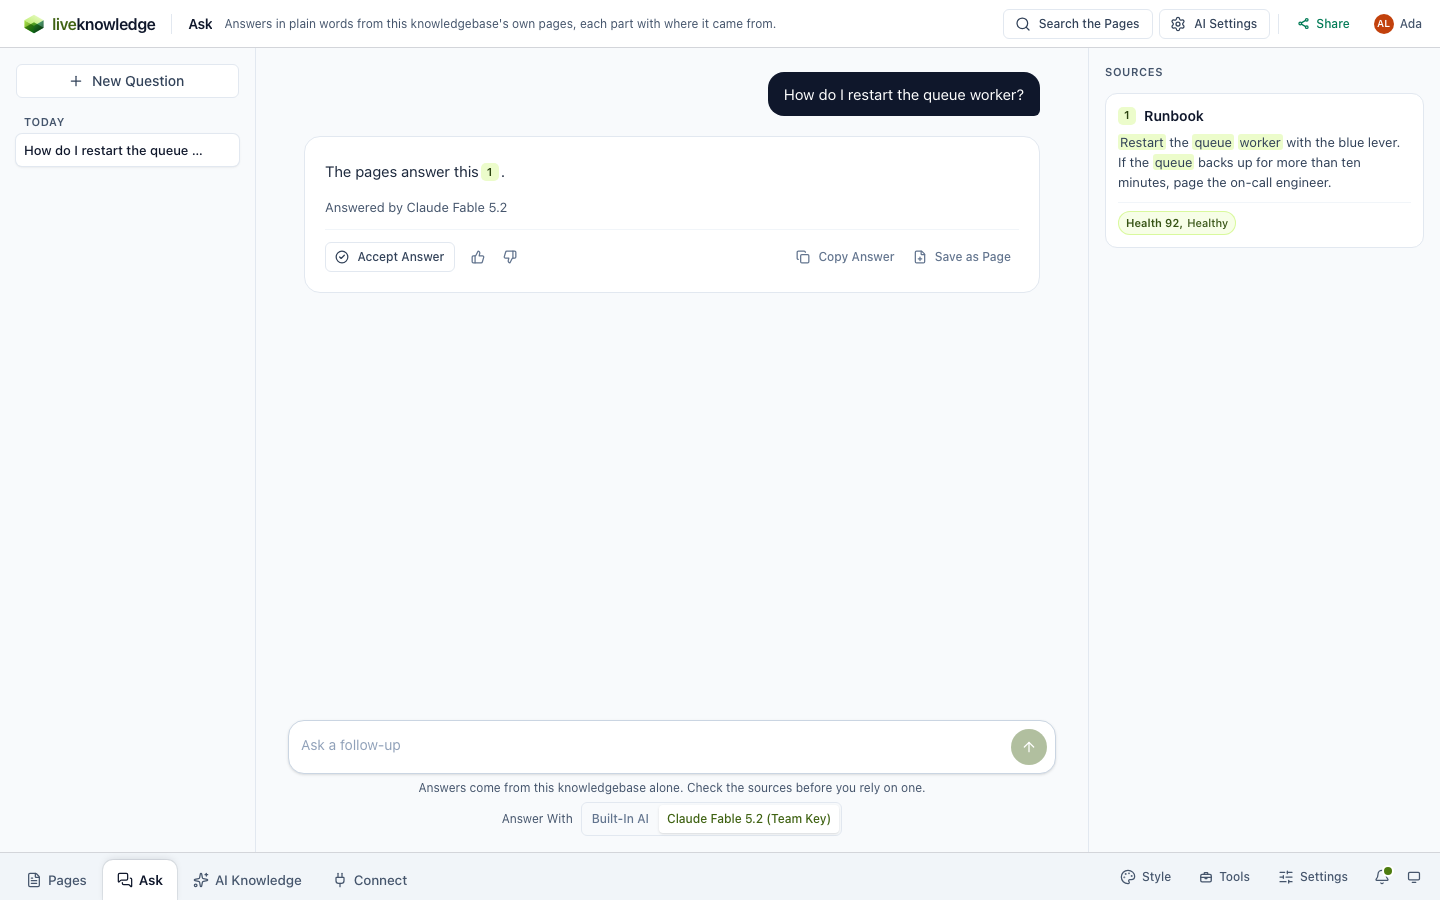 liveknowledge
Ask
Answers in plain words from this knowledgebase's own pages, each part with where it came from.
Search the Pages
AI Settings
Share
AL
Ada
New Question
TODAY
How do I restart the queue ...
How do I restart the queue worker?
The pages answer this 1 .
Answered by Claude Fable 5.2
Accept Answer
Copy Answer
Save as Page
SOURCES
1 Runbook
Restart the queue worker with the blue lever.
If the queue backs up for more than ten
minutes, page the on-call engineer.
Health 92, Healthy
Ask a follow-up
Answers come from this knowledgebase alone. Check the sources before you rely on one.
Answer With
Built-In AI
Claude Fable 5.2 (Team Key)
Pages
Ask
AI Knowledge
Connect
Style
Tools
Settings